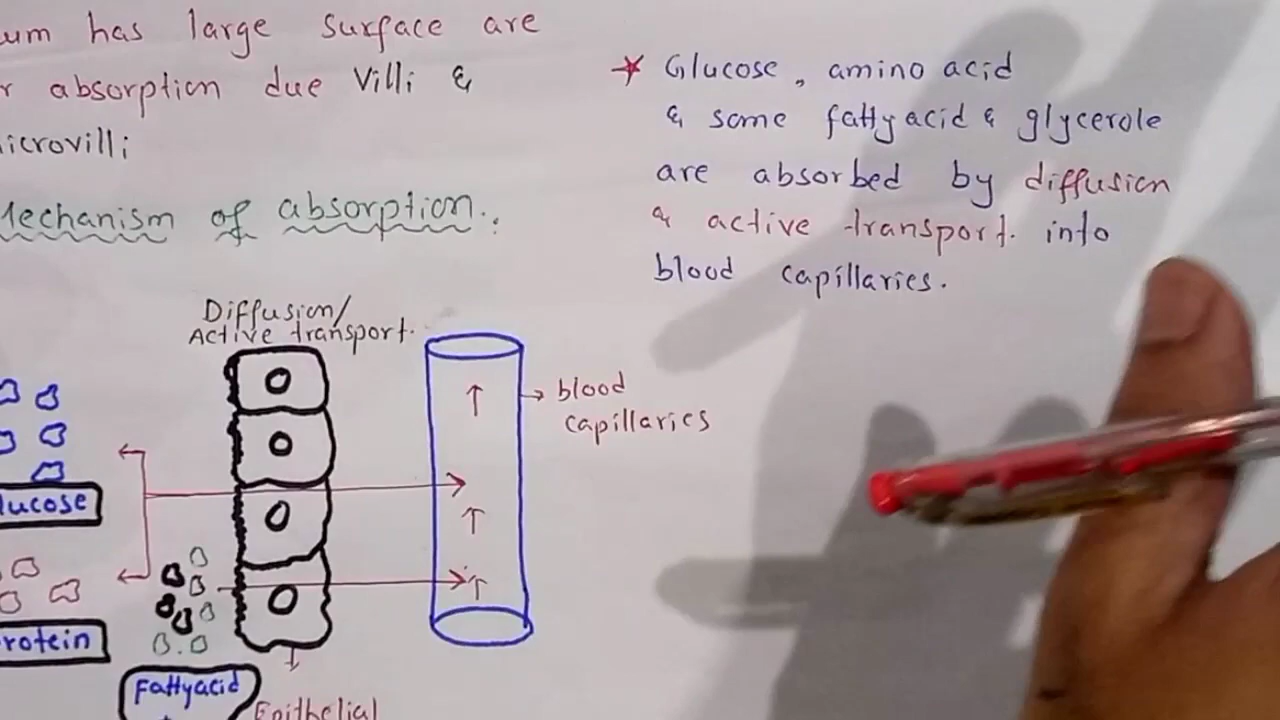 um has large surface are
r absorption due Villi &
icrovilli
Mechanism of absorption.
* Glucose, amino acid
& some fatty acid & glycerole
are absorbed by diffusion
& active transport. into
blood capillaries.
Diffusion/
Active transport.
blood
capillaries
lucose
rotein
Fattyacid
Epithelial